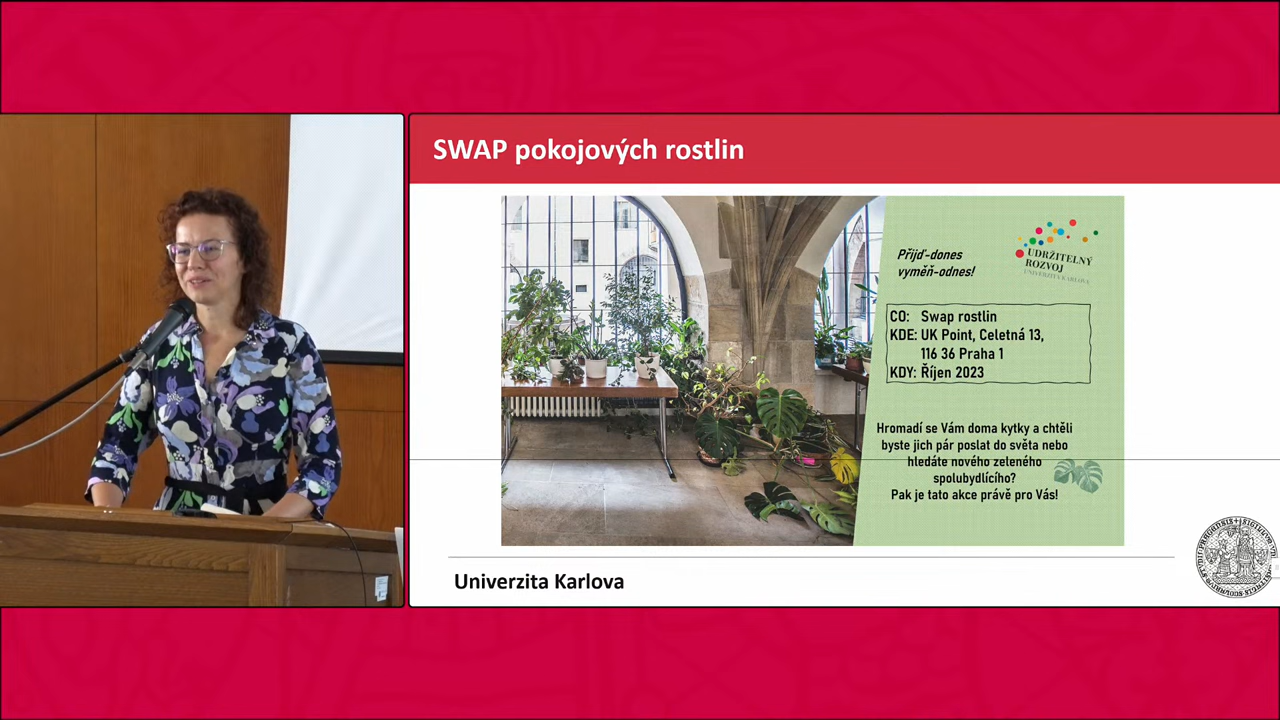 SWAP pokojových rostlin
Přijď-dones
vyměň-odnes!
UDRŽITELNÝ
ROZVOJ
UNIVERZITA KARLOVA
CO: Swap rostlin
KDE: UK Point, Celetná 13,
116 36 Praha 1
KDY: Říjen 2023
Hromadí se Vám doma kytky a chtěli
byste jich pár poslat do světa nebo
hledáte nového zeleného
spolubydlícího?
Pak je tato akce právě pro Vás!
Univerzita Karlova